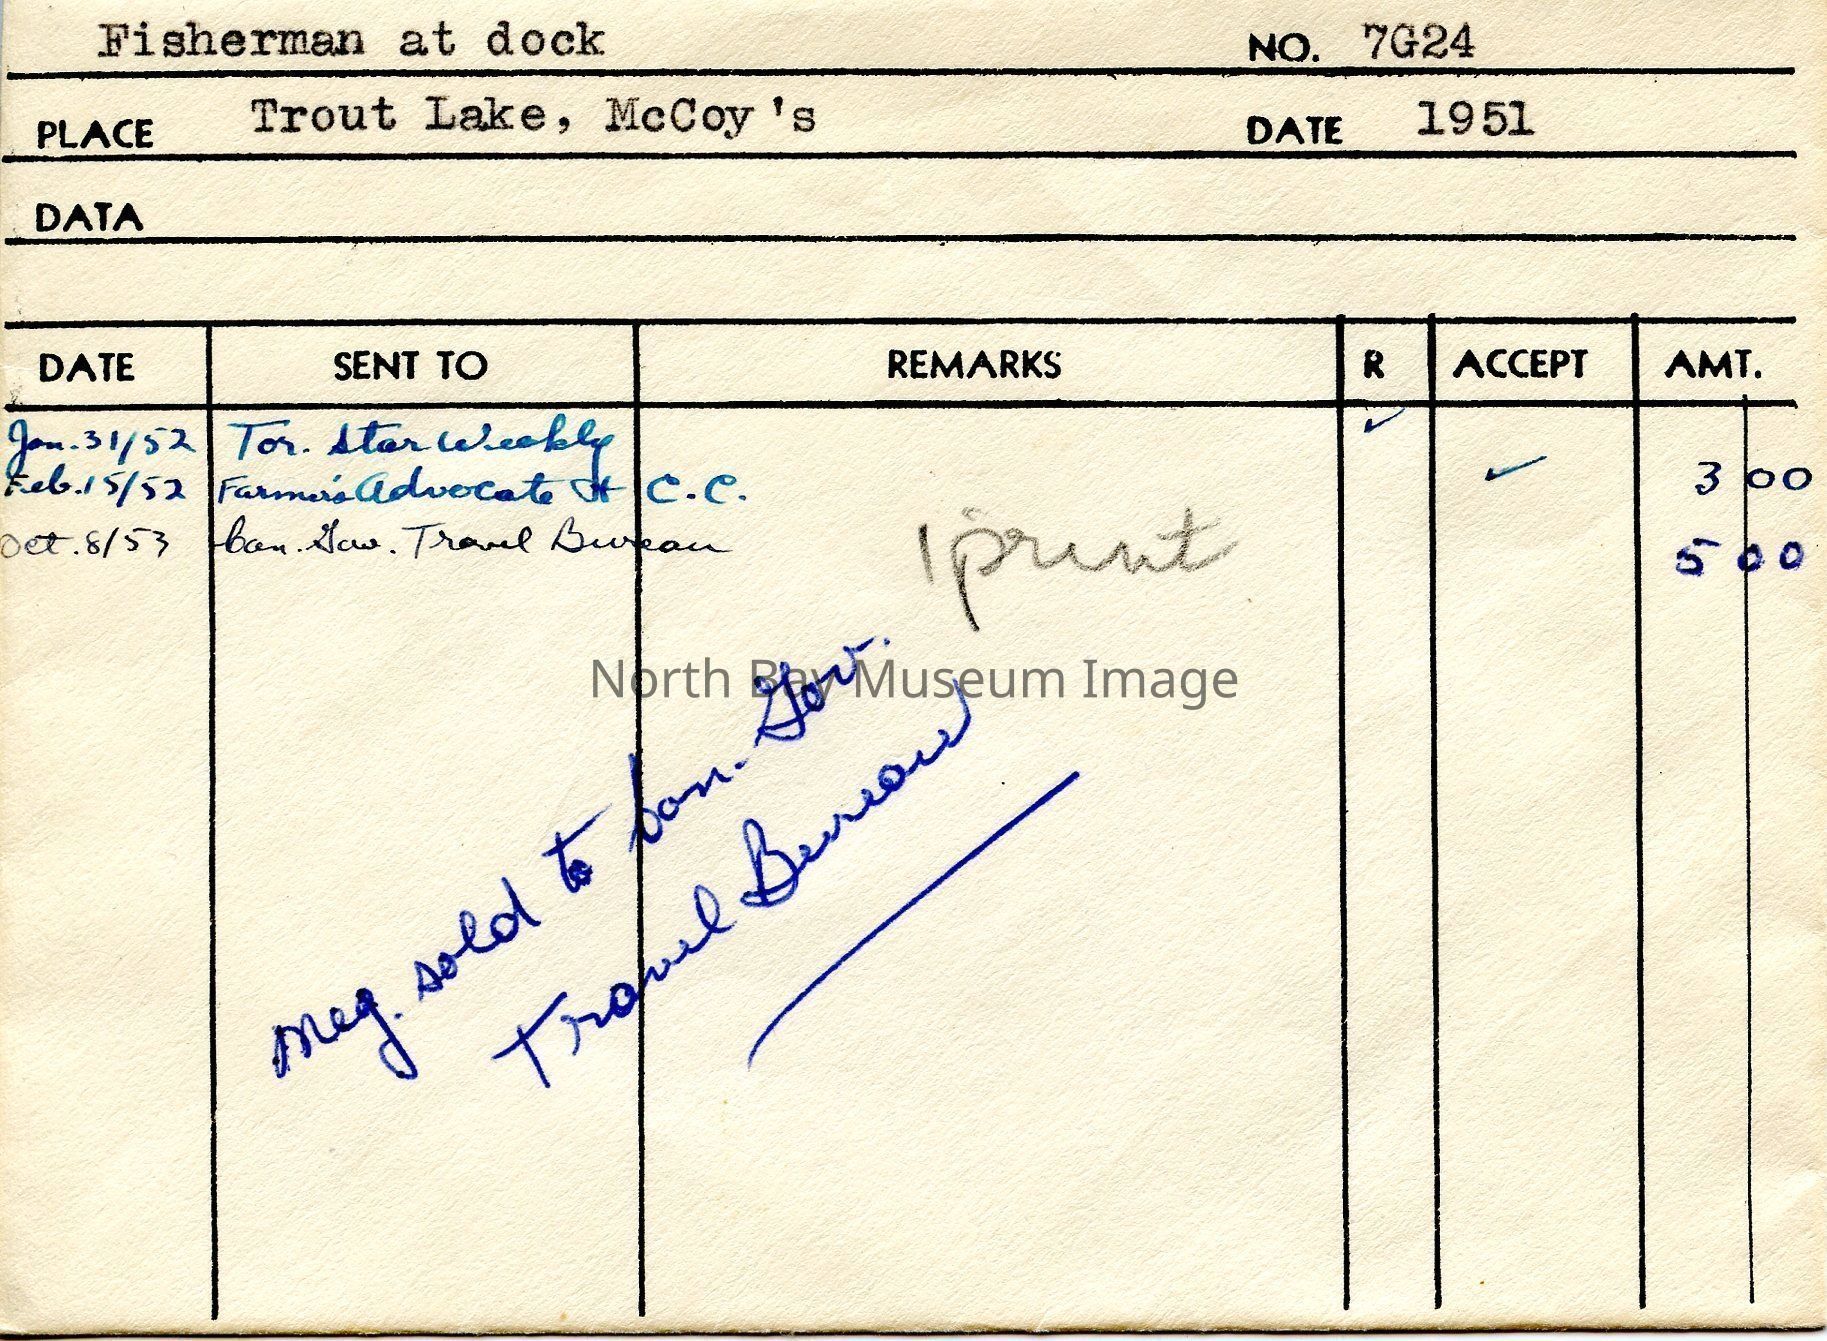 Fisherman at dock NO. 7G24
PLACE Trout Lake, McCoy's DATE 1951
DATA
DATE SENT TO REMARKS R ACCEPT AMT.
Jan. 31/52 Tor. Star Weekly ✓
Feb. 15/52 Farmer's Advocate & C.C. ✓ 3 00
Oct. 8/53 Can. Gov. Travel Bureau 5 00
1 print
North Bay Museum Image
Neg. sold to Can. Gov.
Travel Bureau